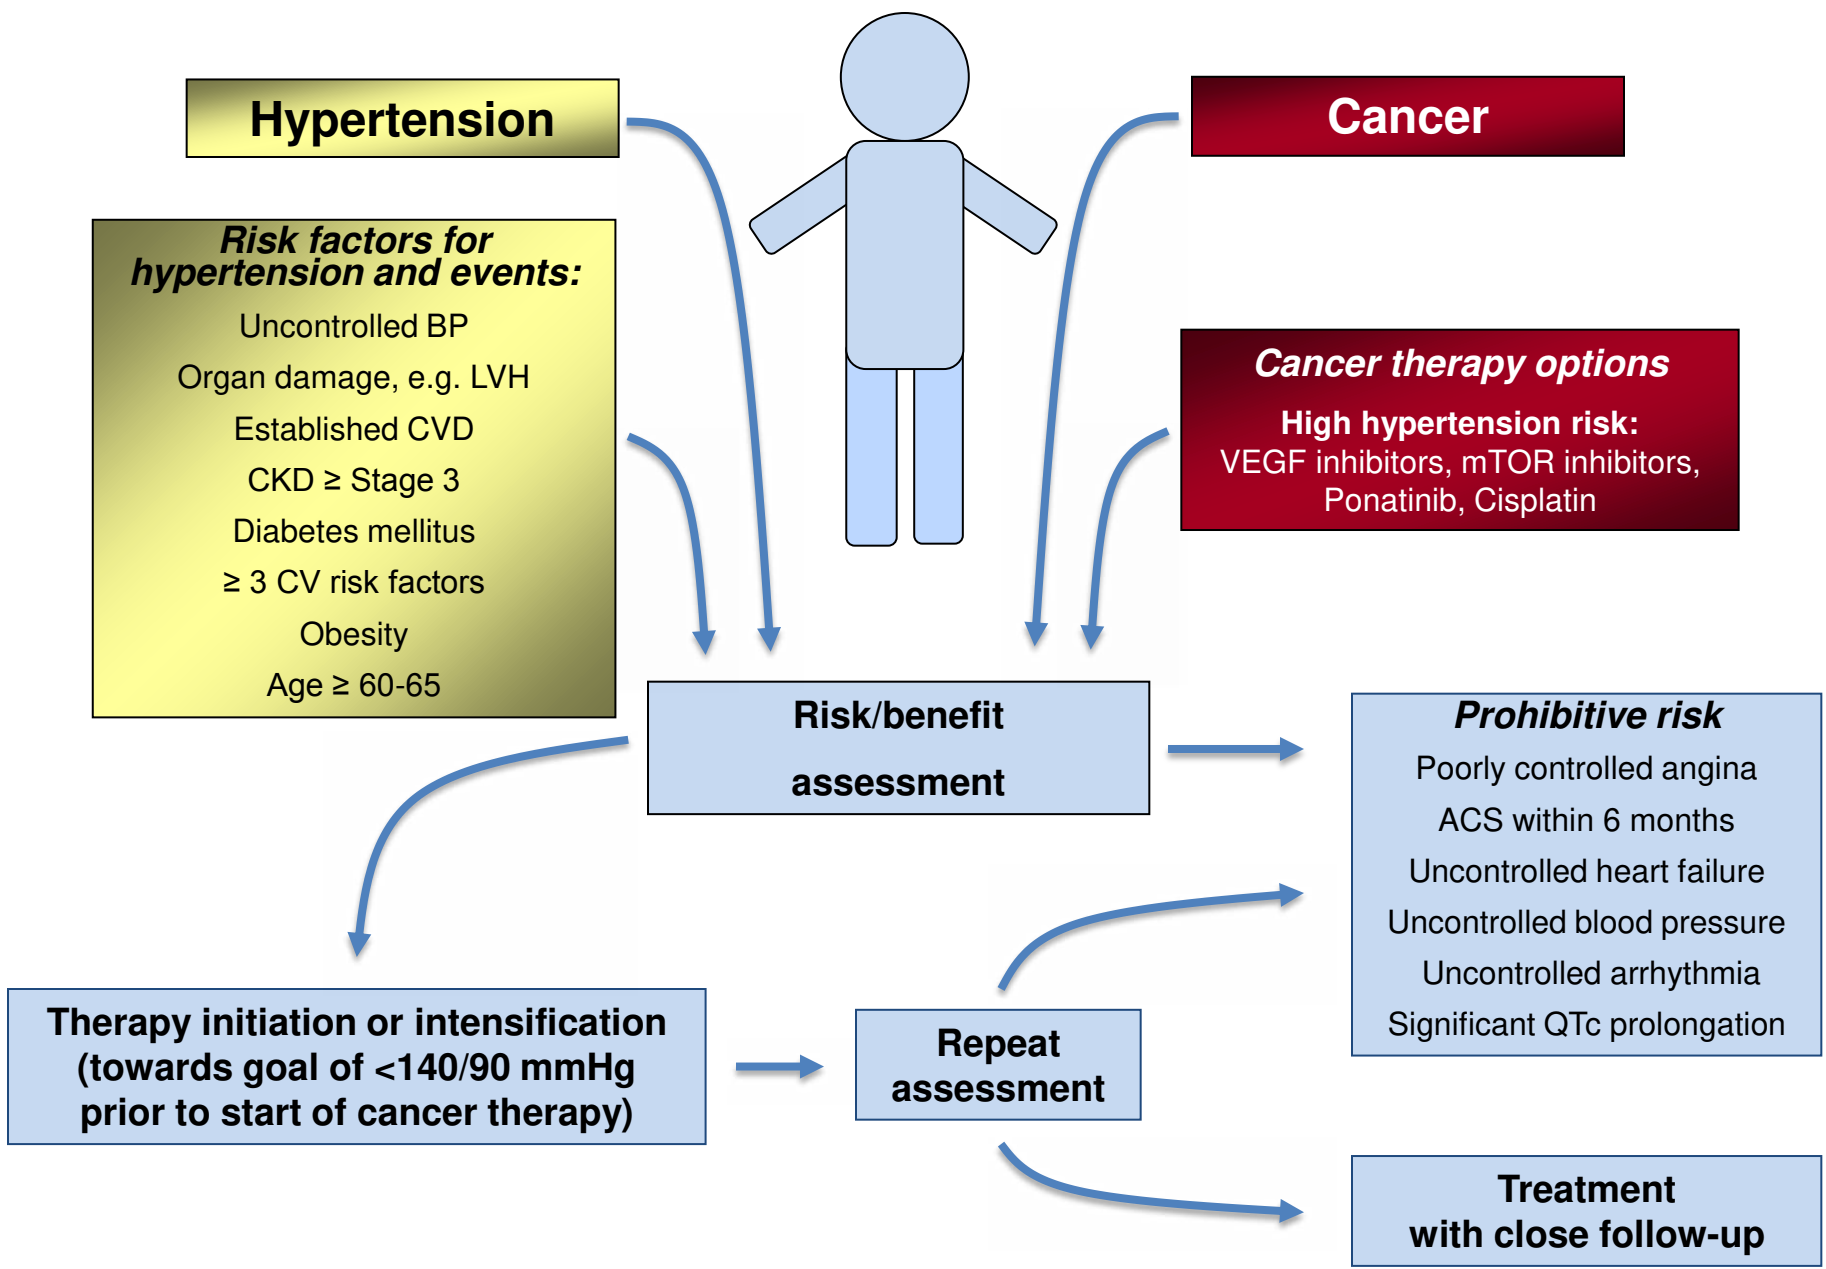 Hypertension
Cancer
Risk factors for
hypertension and events:
Uncontrolled BP
Organ damage, e.g. LVH
Established CVD
CKD ≥ Stage 3
Diabetes mellitus
≥ 3 CV risk factors
Obesity
Age ≥ 60-65
Cancer therapy options
High hypertension risk:
VEGF inhibitors, mTOR inhibitors,
Ponatinib, Cisplatin
Risk/benefit
assessment
Prohibitive risk
Poorly controlled angina
ACS within 6 months
Uncontrolled heart failure
Uncontrolled blood pressure
Uncontrolled arrhythmia
Significant QTc prolongation
Therapy initiation or intensification
(towards goal of <140/90 mmHg
prior to start of cancer therapy)
Repeat
assessment
Treatment
with close follow-up